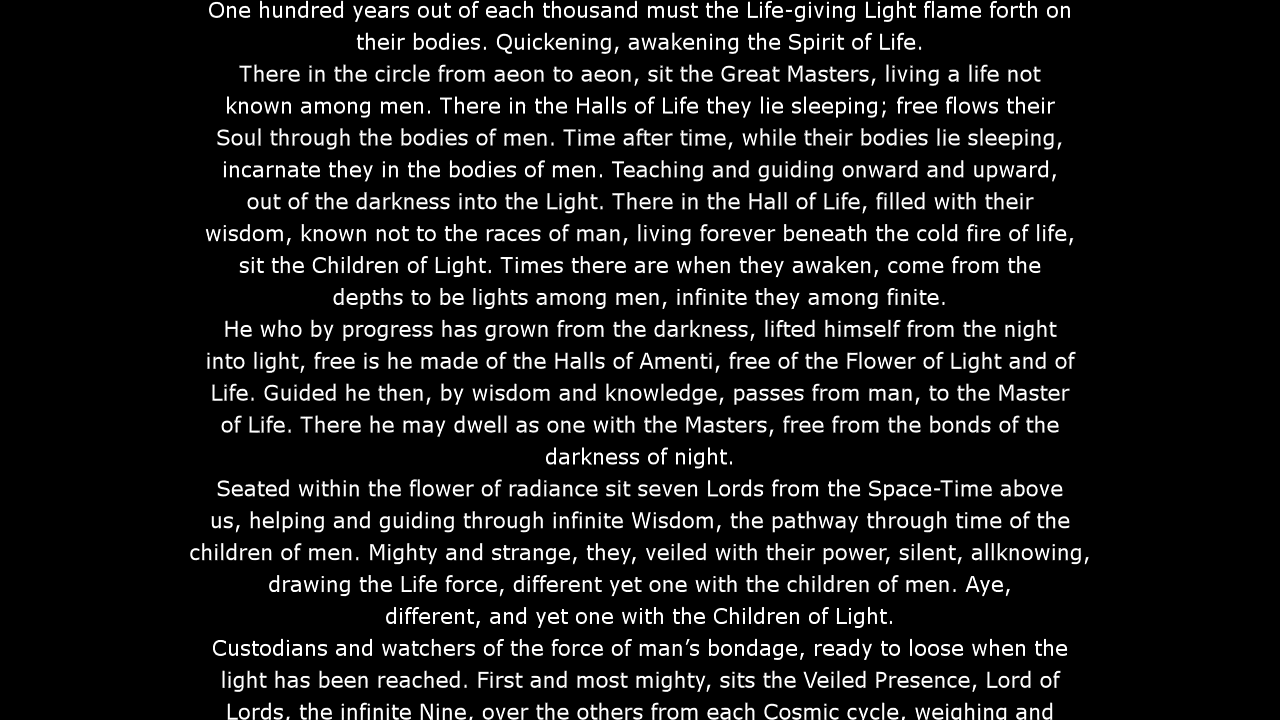 One hundred years out of each thousand must the Life-giving Light flame forth on
their bodies. Quickening, awakening the Spirit of Life.
There in the circle from aeon to aeon, sit the Great Masters, living a life not
known among men. There in the Halls of Life they lie sleeping; free flows their
Soul through the bodies of men. Time after time, while their bodies lie sleeping,
incarnate they in the bodies of men. Teaching and guiding onward and upward,
out of the darkness into the Light. There in the Hall of Life, filled with their
wisdom, known not to the races of man, living forever beneath the cold fire of life,
sit the Children of Light. Times there are when they awaken, come from the
depths to be lights among men, infinite they among finite.
He who by progress has grown from the darkness, lifted himself from the night
into light, free is he made of the Halls of Amenti, free of the Flower of Light and of
Life. Guided he then, by wisdom and knowledge, passes from man, to the Master
of Life. There he may dwell as one with the Masters, free from the bonds of the
darkness of night.
Seated within the flower of radiance sit seven Lords from the Space-Time above
us, helping and guiding through infinite Wisdom, the pathway through time of the
children of men. Mighty and strange, they, veiled with their power, silent, allknowing,
drawing the Life force, different yet one with the children of men. Aye,
different, and yet one with the Children of Light.
Custodians and watchers of the force of man’s bondage, ready to loose when the
light has been reached. First and most mighty, sits the Veiled Presence, Lord of
Lords, the infinite Nine, over the others from each Cosmic cycle, weighing and